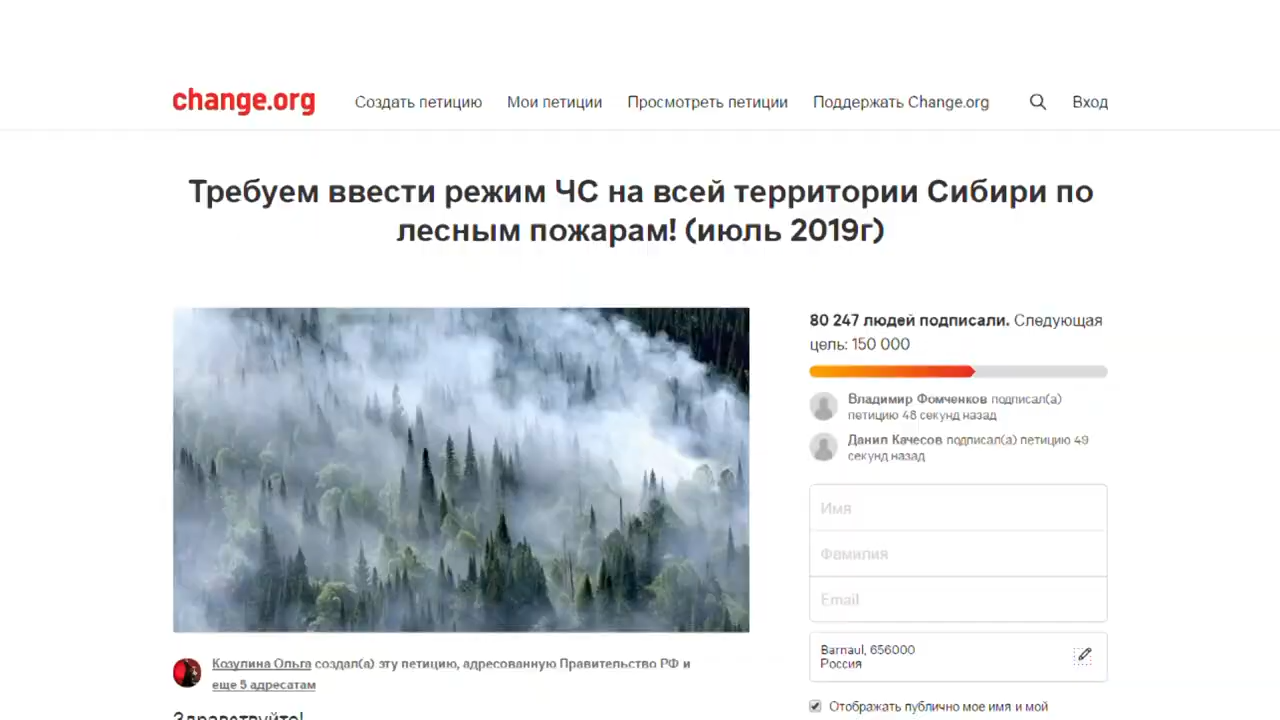 change.org
Создать петицию
Мои петиции
Просмотреть петиции
Поддержать Change.org
Вход
Требуем ввести режим ЧС на всей территории Сибири по
лесным пожарам! (июль 2019г)
80 247 людей подписали. Следующая
цель: 150 000
Владимир Фомченков подписал(а)
петицию 48 секунд назад
Данил Качесов подписал(а) петицию 49
секунд назад
Имя
Фамилия
Email
Barnaul, 656000
Россия
Отображать публично мое имя и мой
Козулина Ольга создал(а) эту петицию, адресованную Правительство РФ и
еще 5 адресатам
Здравствуйте!